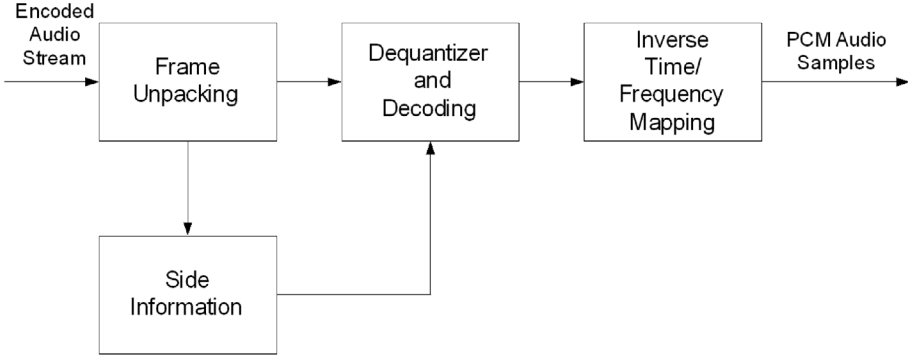 Encoded
Audio
Stream
Frame
Unpacking
Dequantizer
and
Decoding
Inverse
Time/
Frequency
Mapping
PCM Audio
Samples
Side
Information